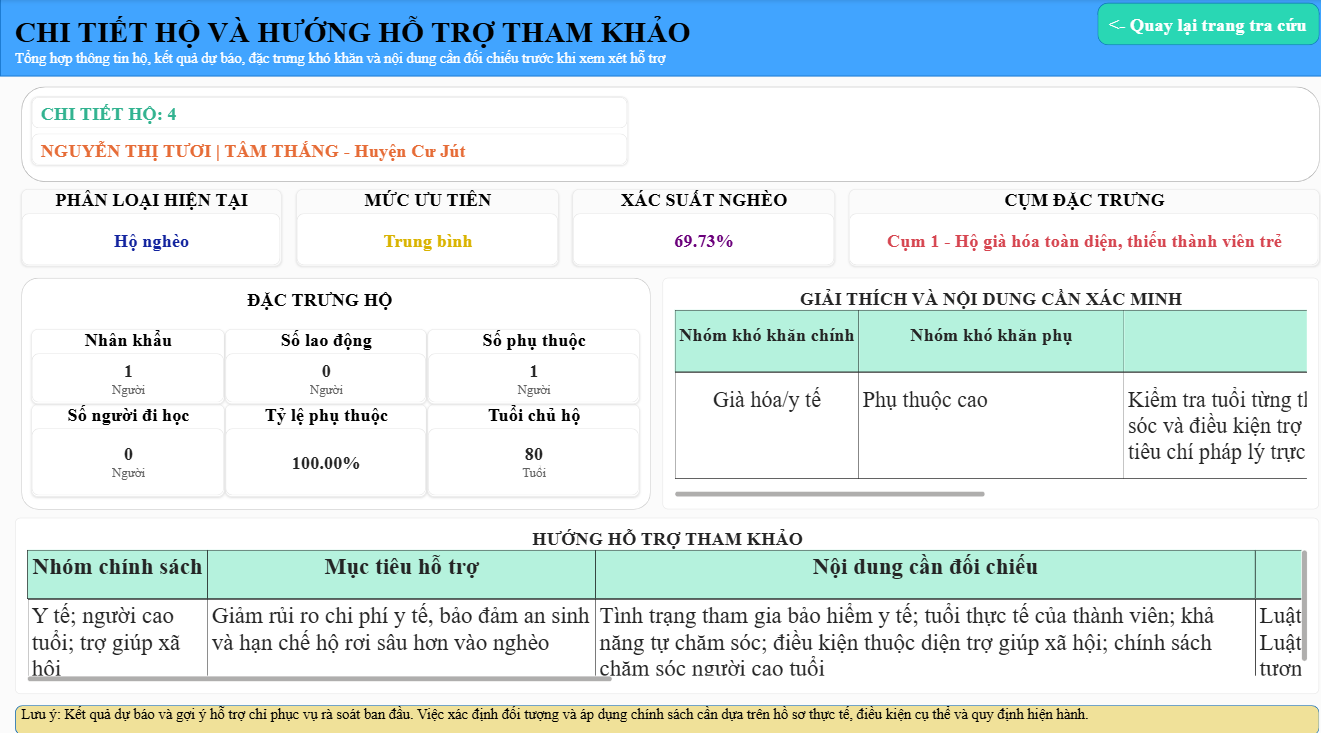 CHI TIẾT HỘ VÀ HƯỚNG HỖ TRỢ THAM KHẢO
Tổng hợp thông tin hộ, kết quả dự báo, đặc trưng khó khăn và nội dung cần đối chiếu trước khi xem xét hỗ trợ
<- Quay lại trang tra cứu
CHI TIẾT HỘ: 4
NGUYỄN THỊ TƯƠI | TÂM THẮNG - Huyện Cư Jút
PHÂN LOẠI HIỆN TẠI
Hộ nghèo
MỨC ƯU TIÊN
Trung bình
XÁC SUẤT NGHÈO
69.73%
CỤM ĐẶC TRƯNG
Cụm 1 - Hộ già hóa toàn diện, thiếu thành viên trẻ
ĐẶC TRƯNG HỘ
Nhân khẩu
1
Người
Số lao động
0
Người
Số phụ thuộc
1
Người
Số người đi học
0
Người
Tỷ lệ phụ thuộc
100.00%
Tuổi chủ hộ
80
Tuổi
GIẢI THÍCH VÀ NỘI DUNG CẦN XÁC MINH
Nhóm khó khăn chính
Nhóm khó khăn phụ
Già hóa/y tế
Phụ thuộc cao
Kiểm tra tuổi từng
sóc và điều kiện trợ
tiêu chí pháp lý trực
HƯỚNG HỖ TRỢ THAM KHẢO
Nhóm chính sách
Mục tiêu hỗ trợ
Nội dung cần đối chiếu
Y tế; người cao
tuổi; trợ giúp xã
hội
Giảm rủi ro chi phí y tế, bảo đảm an sinh
và hạn chế hộ rơi sâu hơn vào nghèo
Tình trạng tham gia bảo hiểm y tế; tuổi thực tế của thành viên; khả
năng tự chăm sóc; điều kiện thuộc diện trợ giúp xã hội; chính sách
chăm sóc người cao tuổi
Luật
Luật
Lưu ý: Kết quả dự báo và gợi ý hỗ trợ chỉ phục vụ rà soát ban đầu. Việc xác định đối tượng và áp dụng chính sách cần dựa trên hồ sơ thực tế, điều kiện cụ thể và quy định hiện hành.